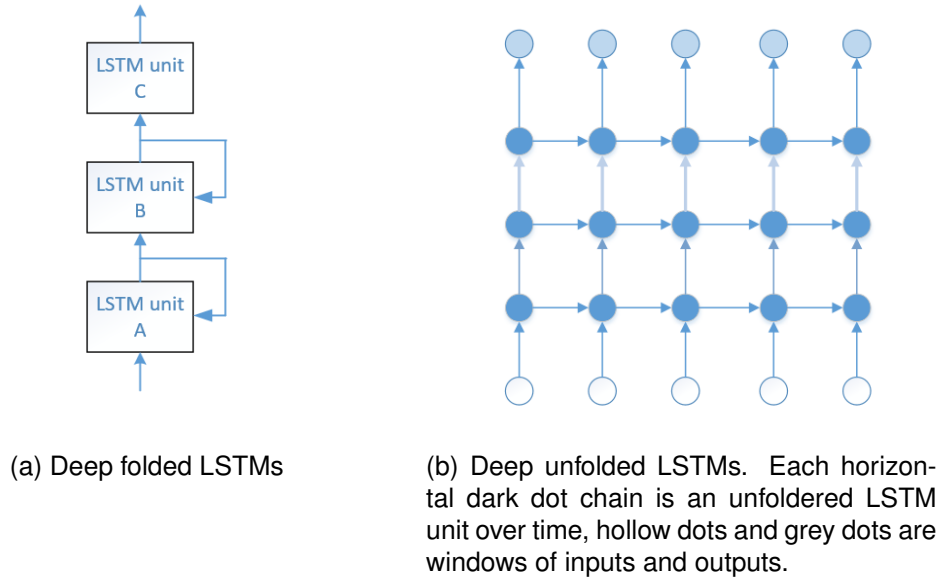 LSTM unit
C
LSTM unit
B
LSTM unit
A
(a) Deep folded LSTMs
(b) Deep unfolded LSTMs. Each horizon-
tal dark dot chain is an unfoldered LSTM
unit over time, hollow dots and grey dots are
windows of inputs and outputs.